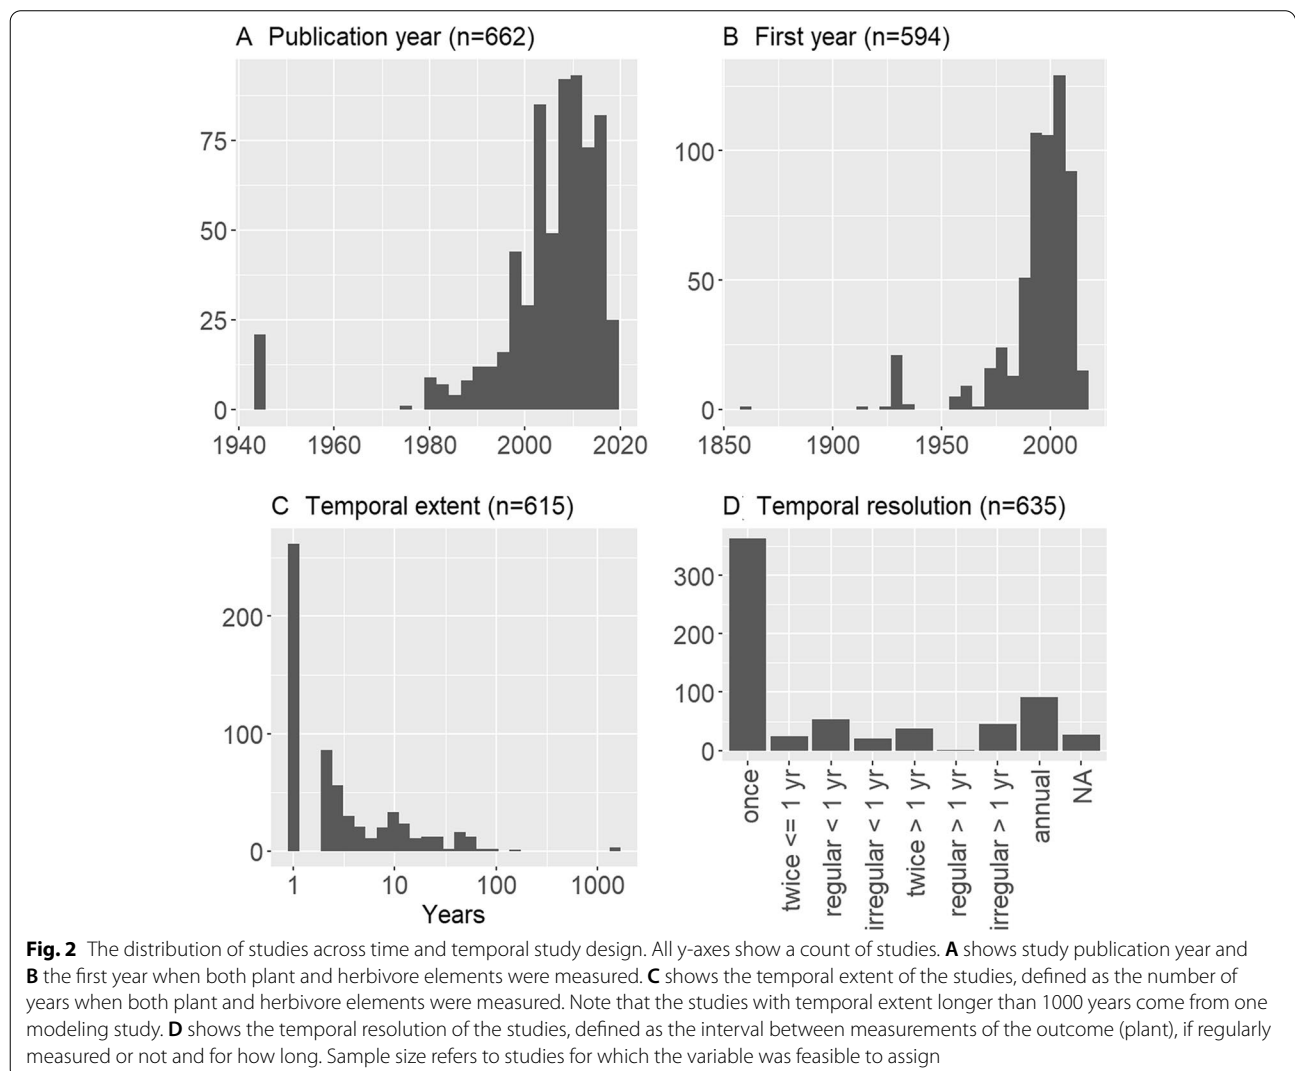 A Publication year (n=662)
75
50
25
0
1940 1960 1980 2000 2020
B First year (n=594)
100
50
0
1850 1900 1950 2000
C Temporal extent (n=615)
200
100
0
1 10 100 1000
Years
D Temporal resolution (n=635)
300
200
100
0
once
twice <= 1 yr
regular < 1 yr
irregular < 1 yr
twice > 1 yr
regular > 1 yr
irregular > 1 yr
annual
NA
Fig. 2 The distribution of studies across time and temporal study design. All y-axes show a count of studies. A shows study publication year and
B the first year when both plant and herbivore elements were measured. C shows the temporal extent of the studies, defined as the number of
years when both plant and herbivore elements were measured. Note that the studies with temporal extent longer than 1000 years come from one
modeling study. D shows the temporal resolution of the studies, defined as the interval between measurements of the outcome (plant), if regularly
measured or not and for how long. Sample size refers to studies for which the variable was feasible to assign